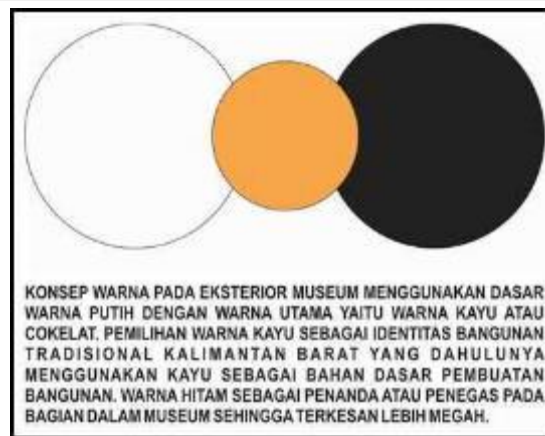 KONSEP WARNA PADA EKSTERIOR MUSEUM MENGGUNAKAN DASAR
WARNA PUTIH DENGAN WARNA UTAMA YAITU WARNA KAYU ATAU
COKELAT. PEMILIHAN WARNA KAYU SEBAGAI IDENTITAS BANGUNAN
TRADISIONAL KALIMANTAN BARAT YANG DAHULUNYA
MENGGUNAKAN KAYU SEBAGAI BAHAN DASAR PEMBUATAN
BANGUNAN. WARNA HITAM SEBAGAI PENANDA ATAU PENEGAS PADA
BAGIAN DALAM MUSEUM SEHINGGA TERKESAN LEBIH MEGAH.